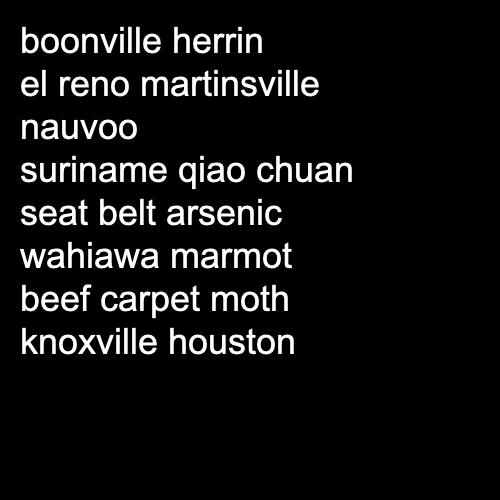 boonville herrin
el reno martinsville
nauvoo
suriname qiao chuan
seat belt arsenic
wahiawa marmot
beef carpet moth
knoxville houston